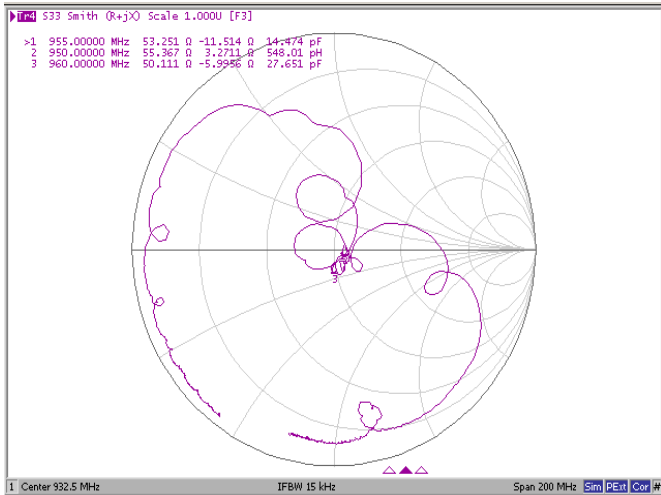 Tr4 S33 Smith (R+jX) Scale 1.000U [F3]
>1 955.00000 MHz 53.251 Ω -11.514 Ω 14.474 pF
2 950.00000 MHz 55.367 Ω 3.2711 Ω 548.01 pH
3 960.00000 MHz 50.111 Ω -5.9956 Ω 27.651 pF
3
1 Center 932.5 MHz IFBW 15 kHz Span 200 MHz Sim PExt Cor #